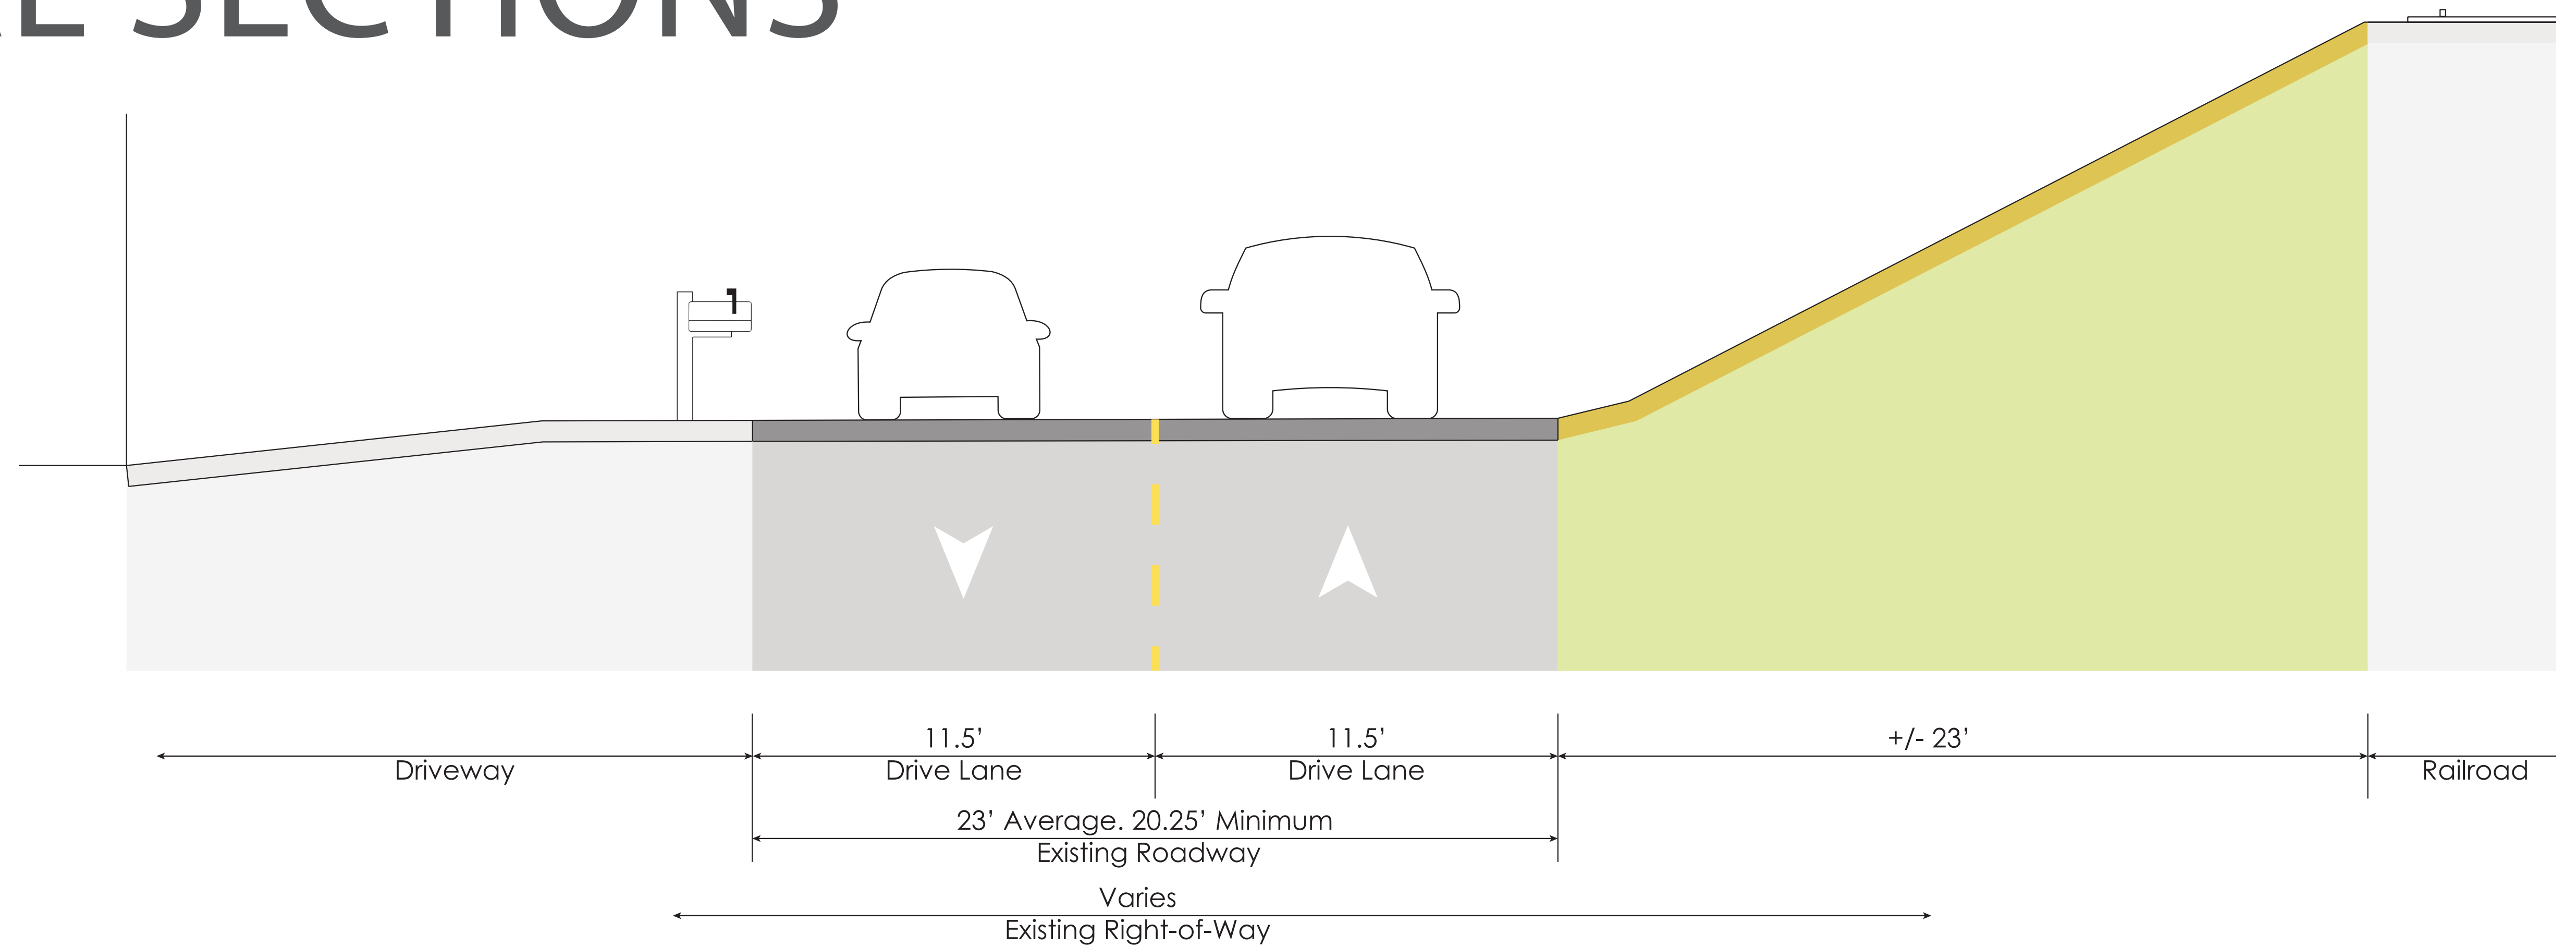 SECTIONS
11.5’
11.5’
+/- 23’
Driveway
Drive Lane
Drive Lane
Railroad
23’ Average. 20.25’ Minimum
Existing Roadway
Varies
Existing Right-of-Way